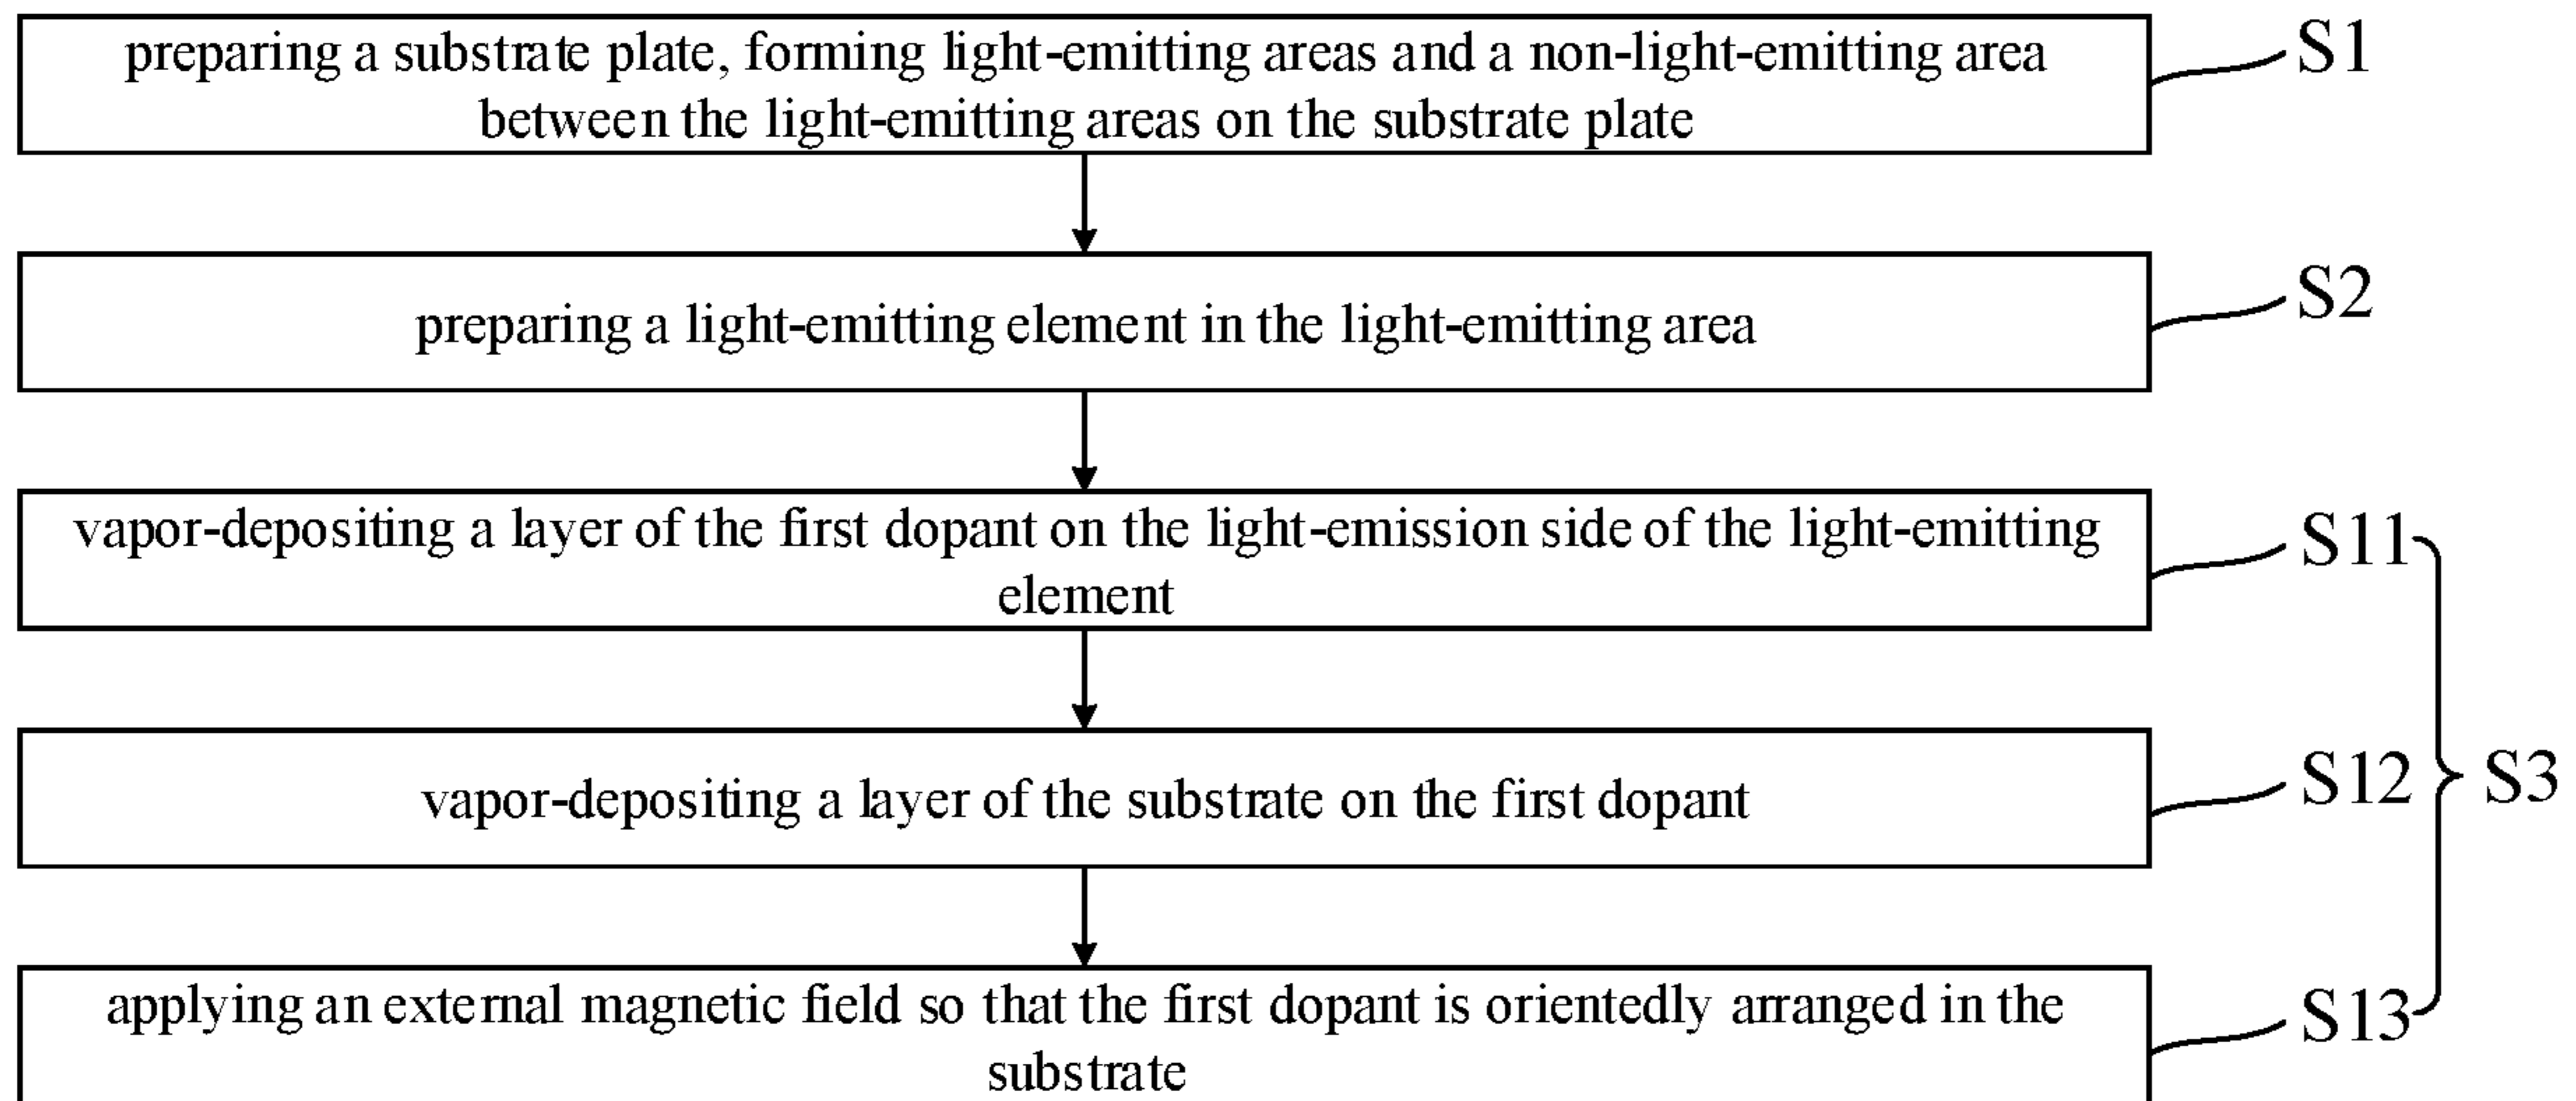 preparing a substrate plate, forming light-emitting areas and a non-light-emitting area
between the light-emitting areas on the substrate plate
S1
preparing a light-emitting element in the light-emitting area
S2
vapor-depositing a layer of the first dopant on the light-emission side of the light-emitting
element
S11
vapor-depositing a layer of the substrate on the first dopant
S12
S3
applying an external magnetic field so that the first dopant is orientedly arranged in the
substrate
S13